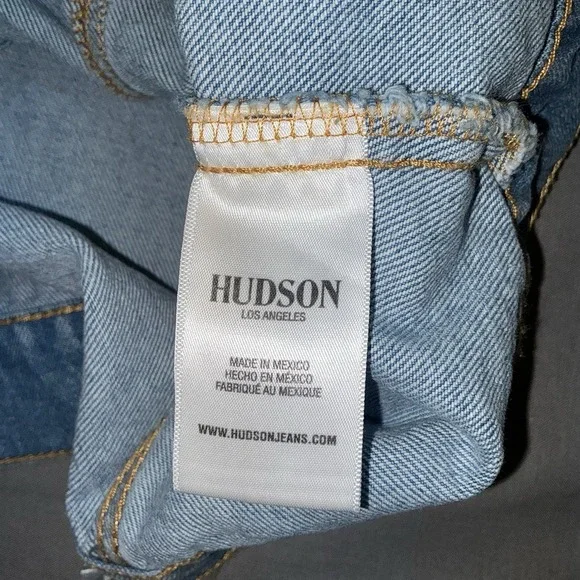 HUDSON
LOS ANGELES
MADE IN MEXICO
HECHO EN MÉXICO
FABRIQUÉ AU MEXIQUE
WWW.HUDSONJEANS.COM